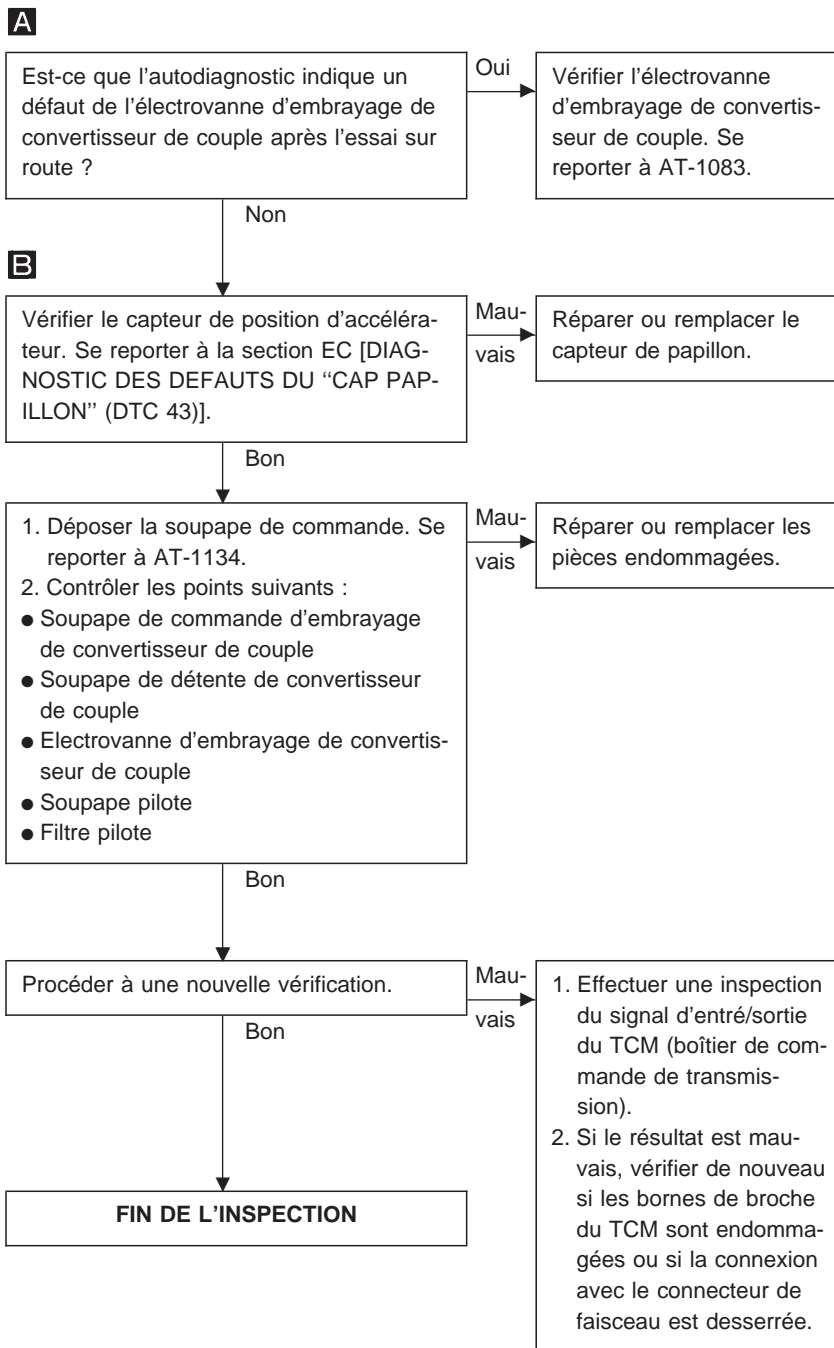 A
Est-ce que l'autodiagnostic indique un
défaut de l'électrovanne d'embrayage de
convertisseur de couple après l'essai sur
route ?
Oui
Vérifier l'électrovanne
d'embrayage de convertis-
seur de couple. Se
reporter à AT-1083.
Non
B
Vérifier le capteur de position d'accéléra-
teur. Se reporter à la section EC [DIAG-
NOSTIC DES DEFAUTS DU ‘‘CAP PAP-
ILLON’’ (DTC 43)].
Mau-
vais
Réparer ou remplacer le
capteur de papillon.
Bon
1. Déposer la soupape de commande. Se
reporter à AT-1134.
2. Contrôler les points suivants :
● Soupape de commande d'embrayage
de convertisseur de couple
● Soupape de détente de convertisseur
de couple
● Electrovanne d'embrayage de convertis-
seur de couple
● Soupape pilote
● Filtre pilote
Mau-
vais
Réparer ou remplacer les
pièces endommagées.
Bon
Procéder à une nouvelle vérification.
Mau-
vais
1. Effectuer une inspection
du signal d'entré/sortie
du TCM (boîtier de com-
mande de transmis-
sion).
2. Si le résultat est mau-
vais, vérifier de nouveau
si les bornes de broche
du TCM sont endomma-
gées ou si la connexion
avec le connecteur de
faisceau est desserrée.
Bon
FIN DE L'INSPECTION